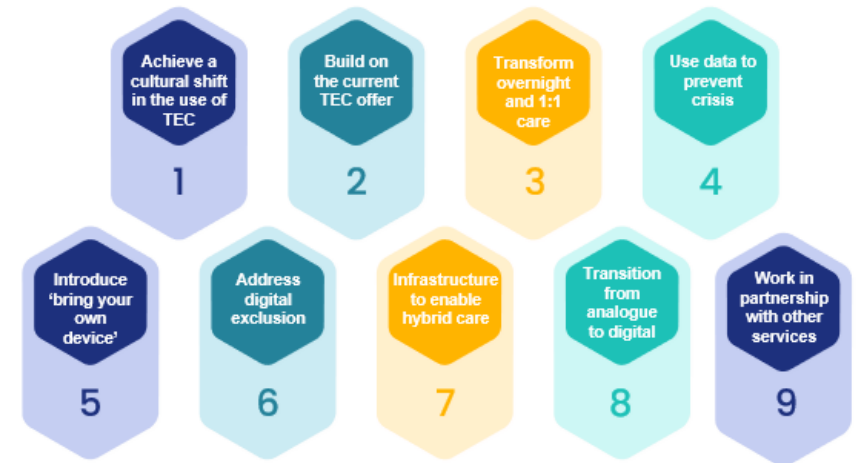 Achieve a
cultural shift
in the use of
TEC
1
Build on
the current
TEC offer
2
Transform
overnight
and 1:1
care
3
Use data to
prevent
crisis
4
Introduce
‘bring your
own
device’
5
Address
digital
exclusion
6
Infrastructure
to enable
hybrid care
7
Transition
from
analogue
to digital
8
Work in
partnership
with other
services
9